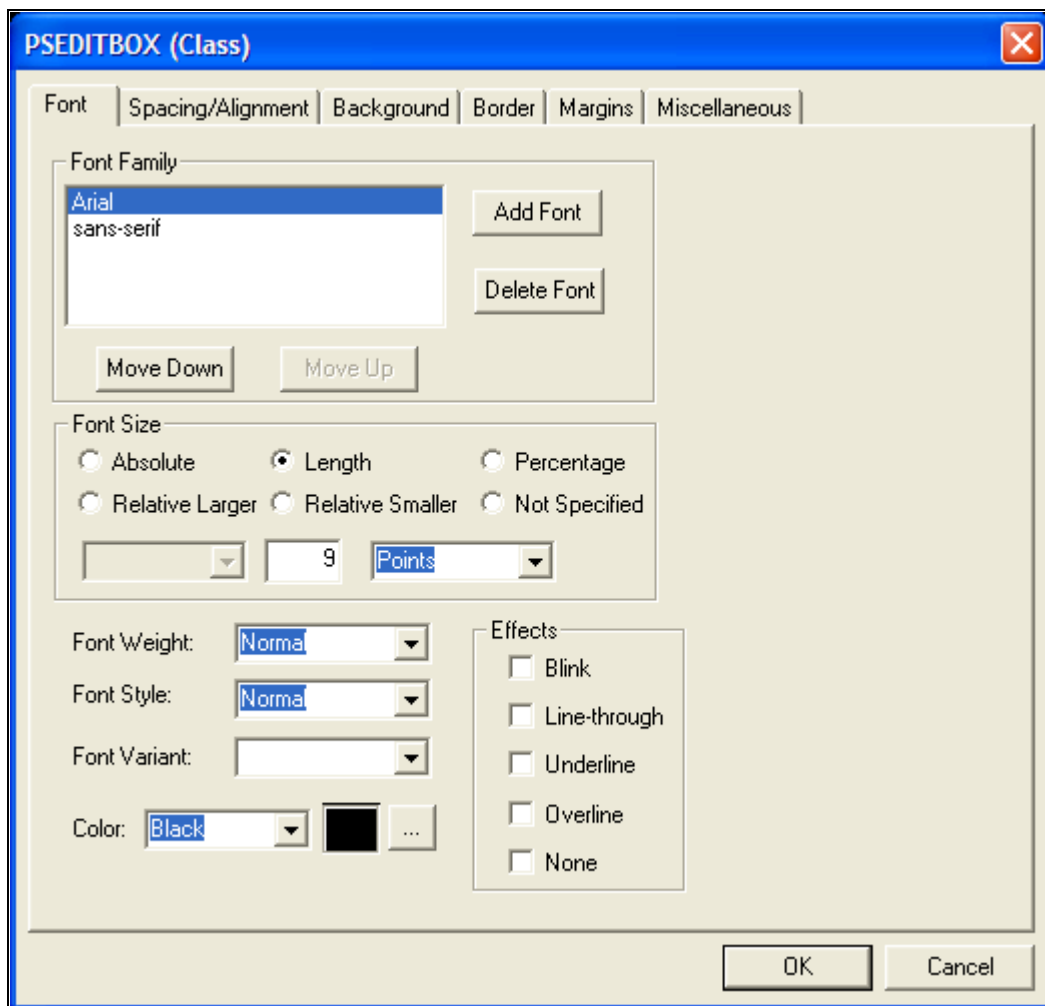 PSEDITBOX (Class)
Font Spacing/Alignment Background Border Margins Miscellaneous
Font Family
Arial
sans-serif
Add Font
Delete Font
Move Down Move Up
Font Size
Absolute Length Percentage
Relative Larger Relative Smaller Not Specified
9 Points
Font Weight: Normal
Font Style: Normal
Font Variant:
Color: Black ...
Effects
Blink
Line-through
Underline
Overline
None
OK Cancel